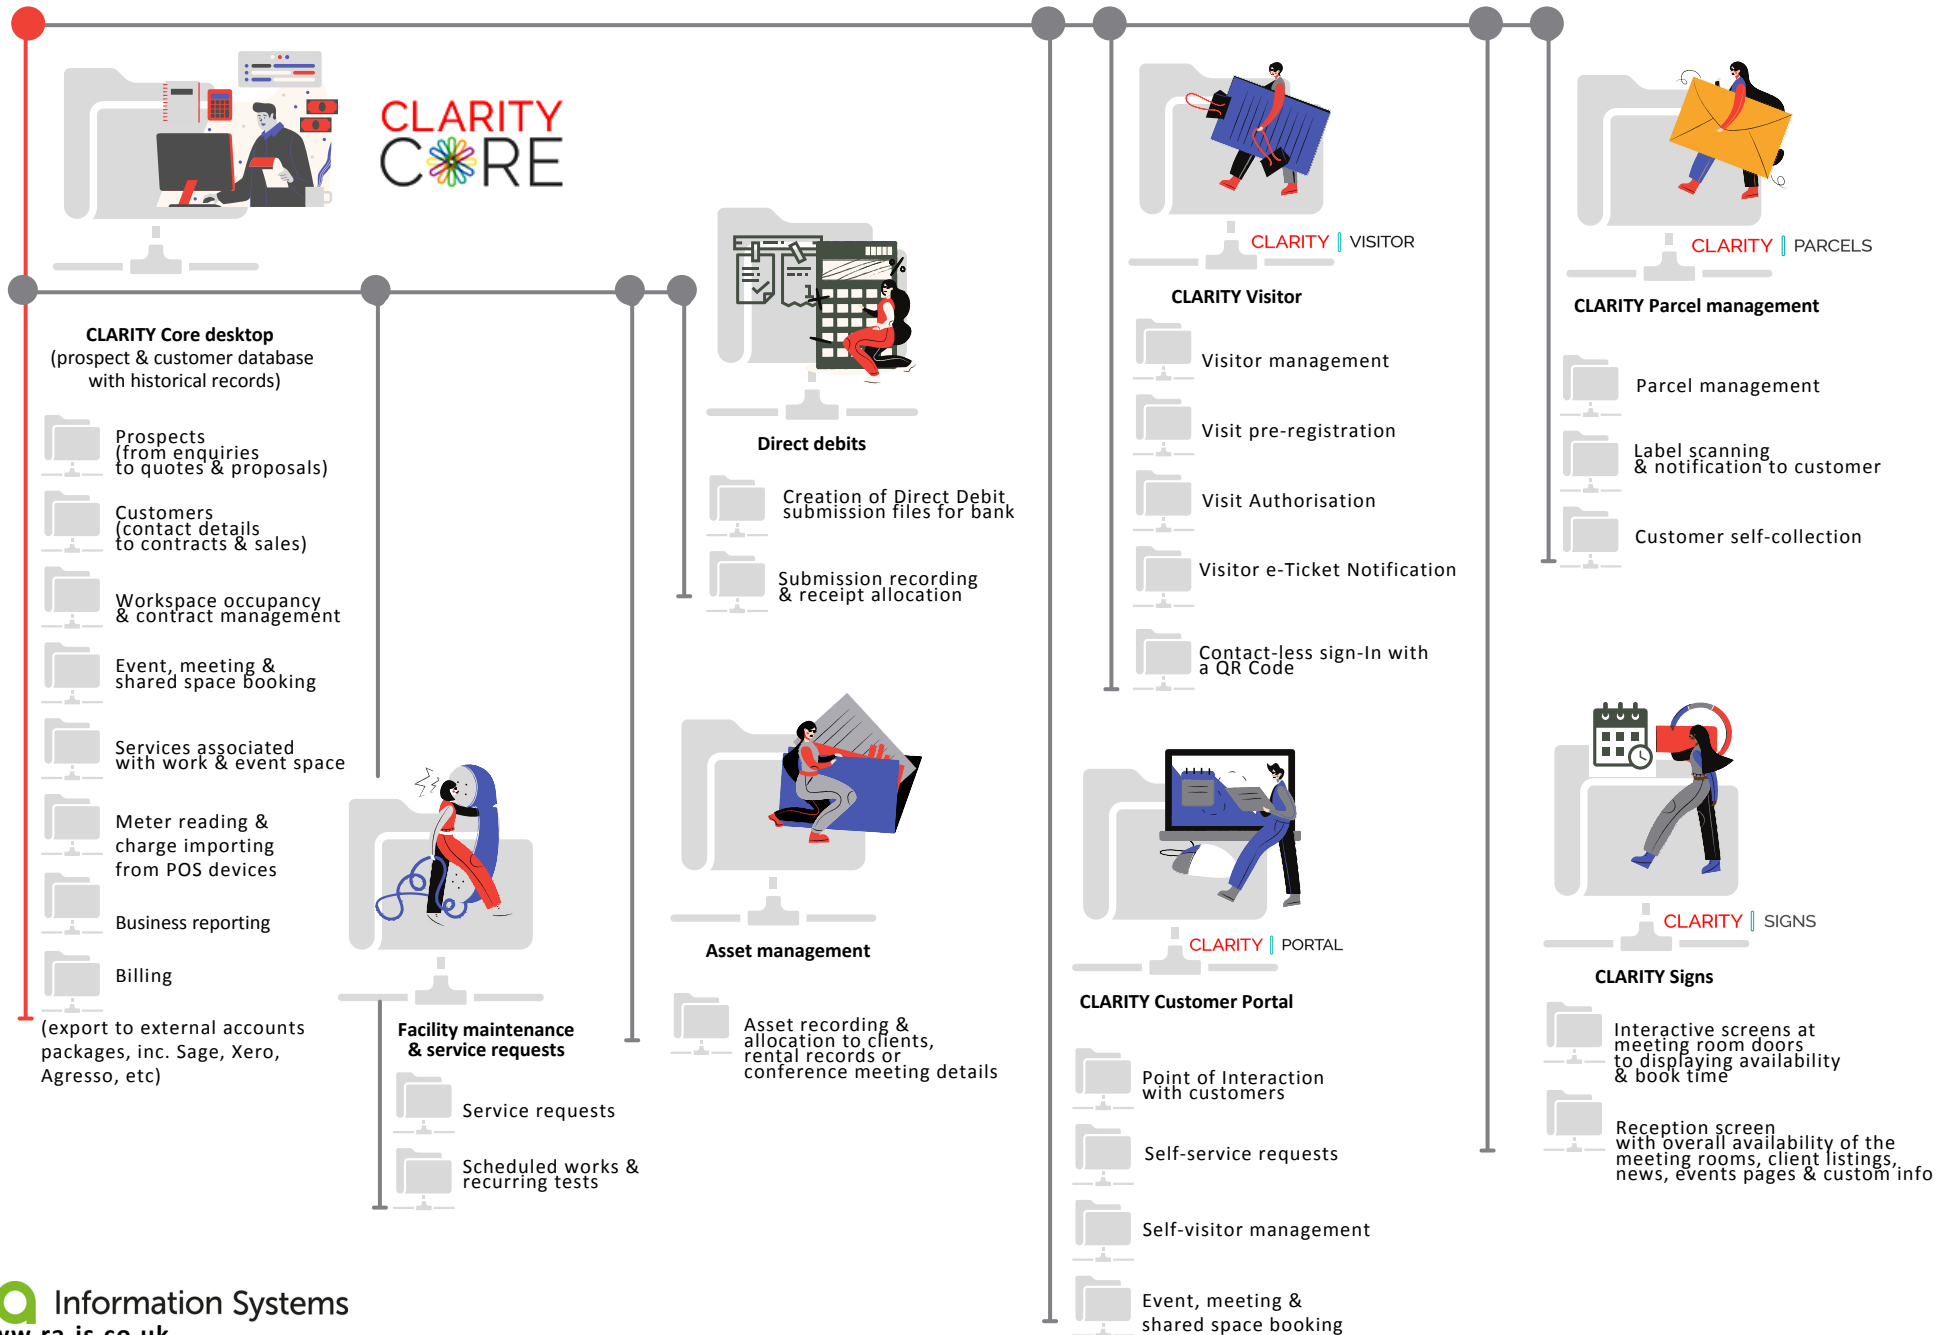 CLARITY
CORE
CLARITY Core desktop
(prospect & customer database
with historical records)
Prospects
(from enquiries
to quotes & proposals)
Customers
(contact details
to contracts & sales)
Workspace occupancy
& contract management
Event, meeting &
shared space booking
Services associated
with work & event space
Meter reading &
charge importing
from POS devices
Business reporting
Billing
(export to external accounts
packages, inc. Sage, Xero,
Agresso, etc)
Facility maintenance
& service requests
Service requests
Scheduled works &
recurring tests
Direct debits
Creation of Direct Debit
submission files for bank
Submission recording
& receipt allocation
Asset management
Asset recording &
allocation to clients,
rental records or
conference meeting details
CLARITY | VISITOR
CLARITY Visitor
Visitor management
Visit pre-registration
Visit Authorisation
Visitor e-Ticket Notification
Contact-less sign-In with
a QR Code
CLARITY | PORTAL
CLARITY Customer Portal
Point of Interaction
with customers
Self-service requests
Self-visitor management
Event, meeting &
shared space booking
CLARITY | PARCELS
CLARITY Parcel management
Parcel management
Label scanning
& notification to customer
Customer self-collection
CLARITY | SIGNS
CLARITY Signs
Interactive screens at
meeting room doors
to displaying availability
& book time
Reception screen
with overall availability of the
meeting rooms, client listings,
news, events pages & custom info
Information Systems